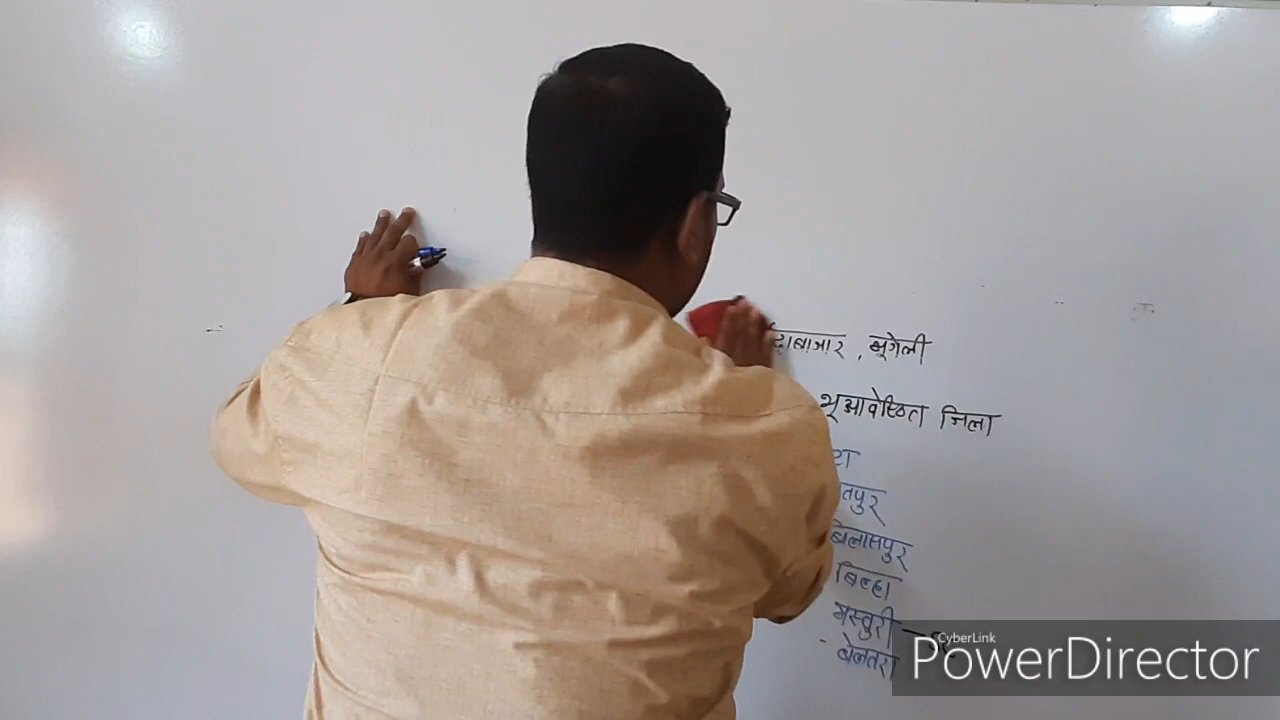 दाबाजार, मूंगेली
भूआवेष्ठित जिला
टा
तपुर
बिलासपुर
बिल्हा
मस्तुरी →
बेलतरा
CyberLink
PowerDirector